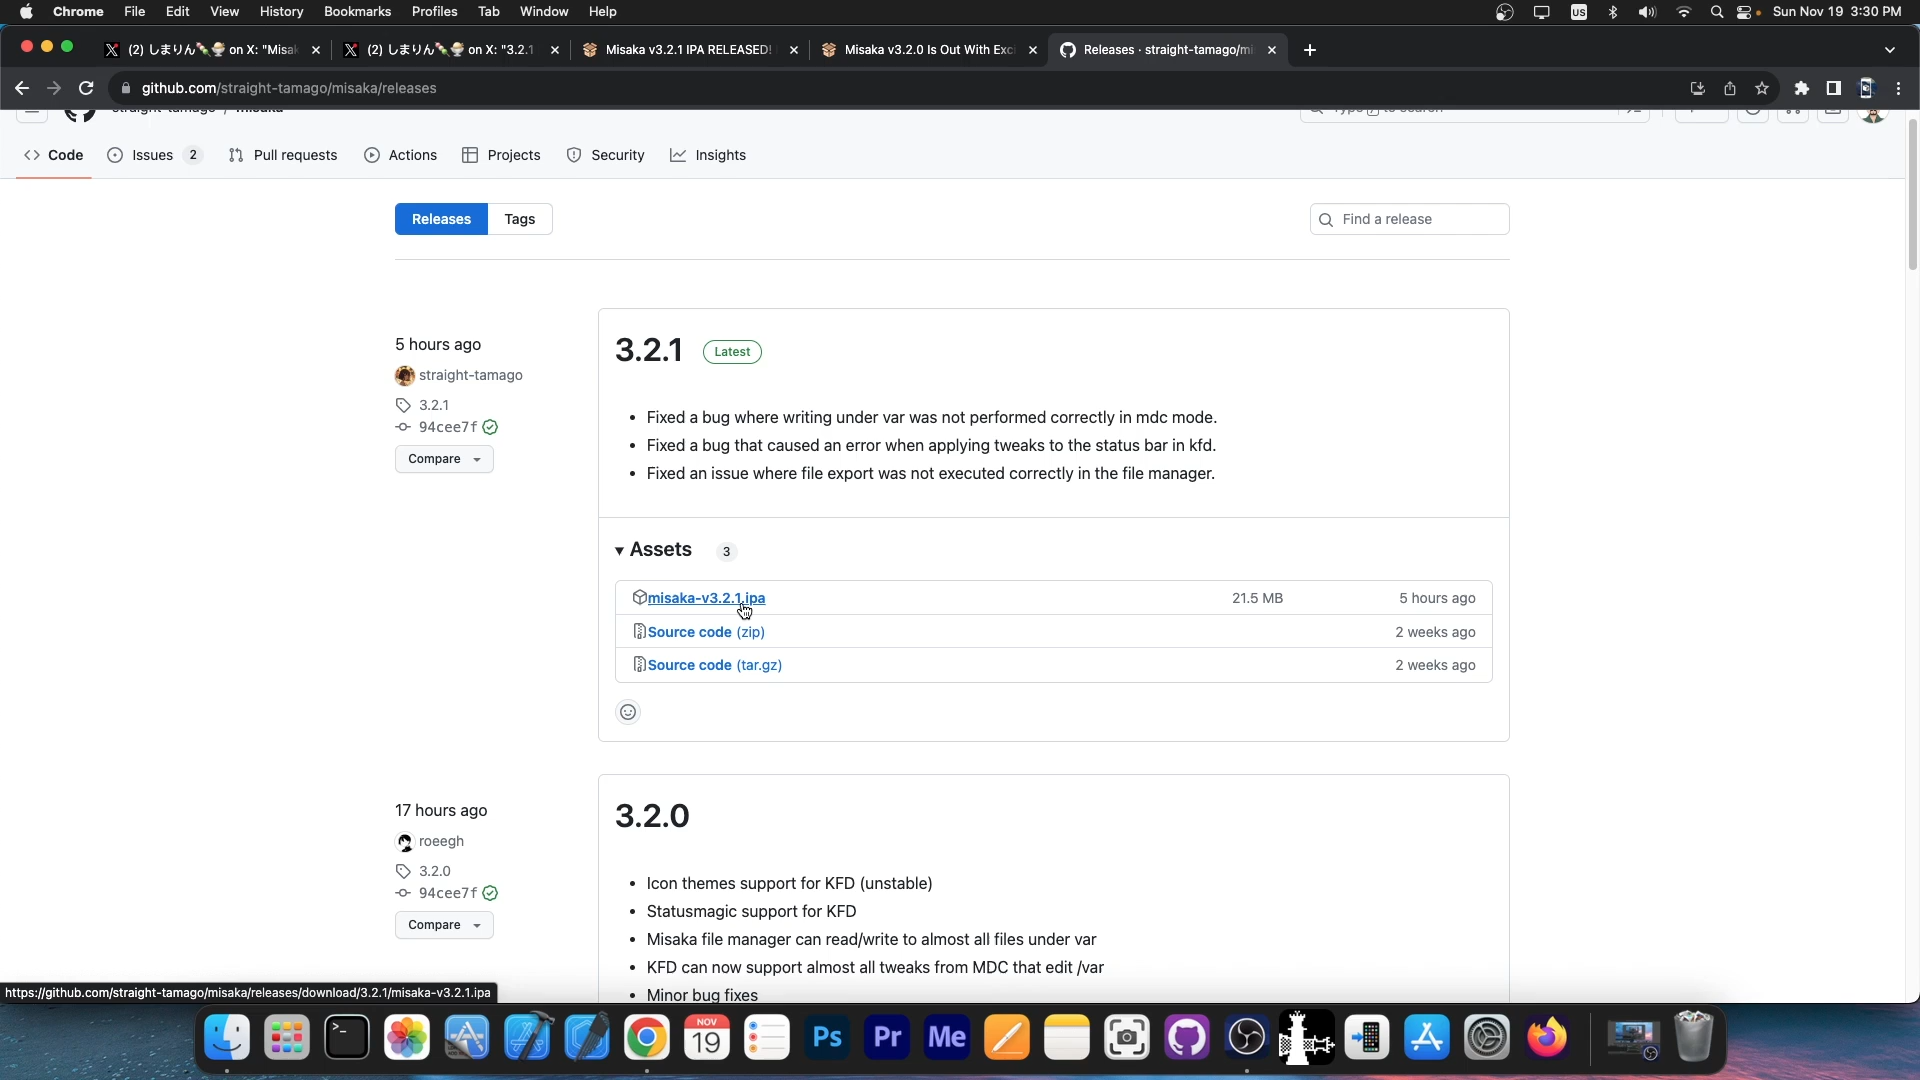 Chrome File Edit View History Bookmarks Profiles Tab Window Help US Sun Nov 19 3:30 PM
(2) しまりん🍡🍨 on X: "Misak (2) しまりん🍡🍨 on X: "3.2.1 Misaka v3.2.1 IPA RELEASED! Misaka v3.2.0 Is Out With Exci Releases · straight-tamago/mi
github.com/straight-tamago/misaka/releases
Code Issues 2 Pull requests Actions Projects Security Insights
Releases Tags Find a release
5 hours ago
straight-tamago
3.2.1
94cee7f
Compare
3.2.1 Latest
• Fixed a bug where writing under var was not performed correctly in mdc mode.
• Fixed a bug that caused an error when applying tweaks to the status bar in kfd.
• Fixed an issue where file export was not executed correctly in the file manager.
Assets 3
misaka-v3.2.1.ipa 21.5 MB 5 hours ago
Source code (zip) 2 weeks ago
Source code (tar.gz) 2 weeks ago
17 hours ago
roeegh
3.2.0
94cee7f
Compare
3.2.0
• Icon themes support for KFD (unstable)
• Statusmagic support for KFD
• Misaka file manager can read/write to almost all files under var
• KFD can now support almost all tweaks from MDC that edit /var
• Minor bug fixes
https://github.com/straight-tamago/misaka/releases/download/3.2.1/misaka-v3.2.1.ipa
NOV
19
Ps Pr Me